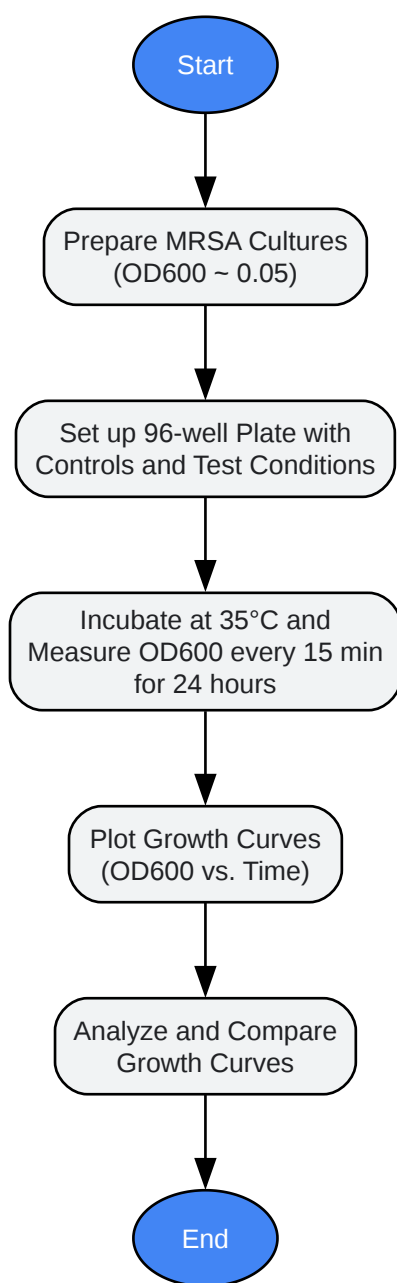 Start
Prepare MRSA Cultures
(OD600 ~ 0.05)
Set up 96-well Plate with
Controls and Test Conditions
Incubate at 35°C and
Measure OD600 every 15 min
for 24 hours
Plot Growth Curves
(OD600 vs. Time)
Analyze and Compare
Growth Curves
End